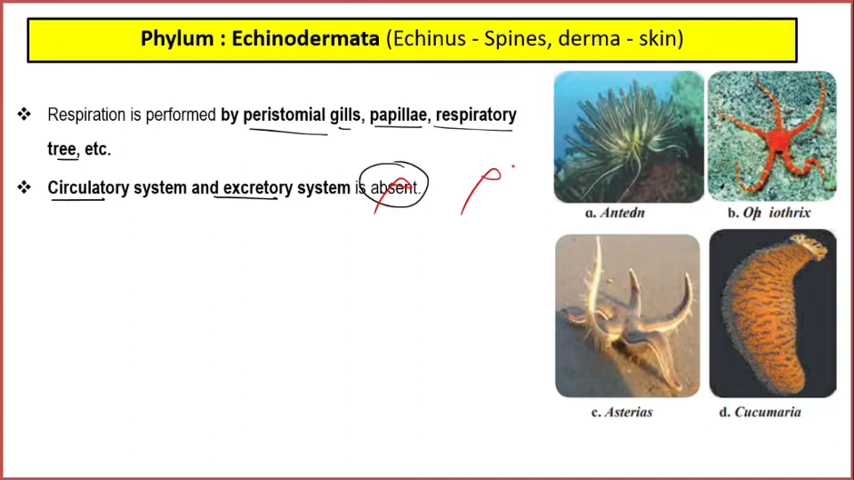 Phylum : Echinodermata (Echinus - Spines, derma - skin)
❖ Respiration is performed by peristomial gills, papillae, respiratory
tree, etc.
❖ Circulatory system and excretory system is absent.
a. Antedn
b. Oph iothrix
c. Asterias
d. Cucumaria